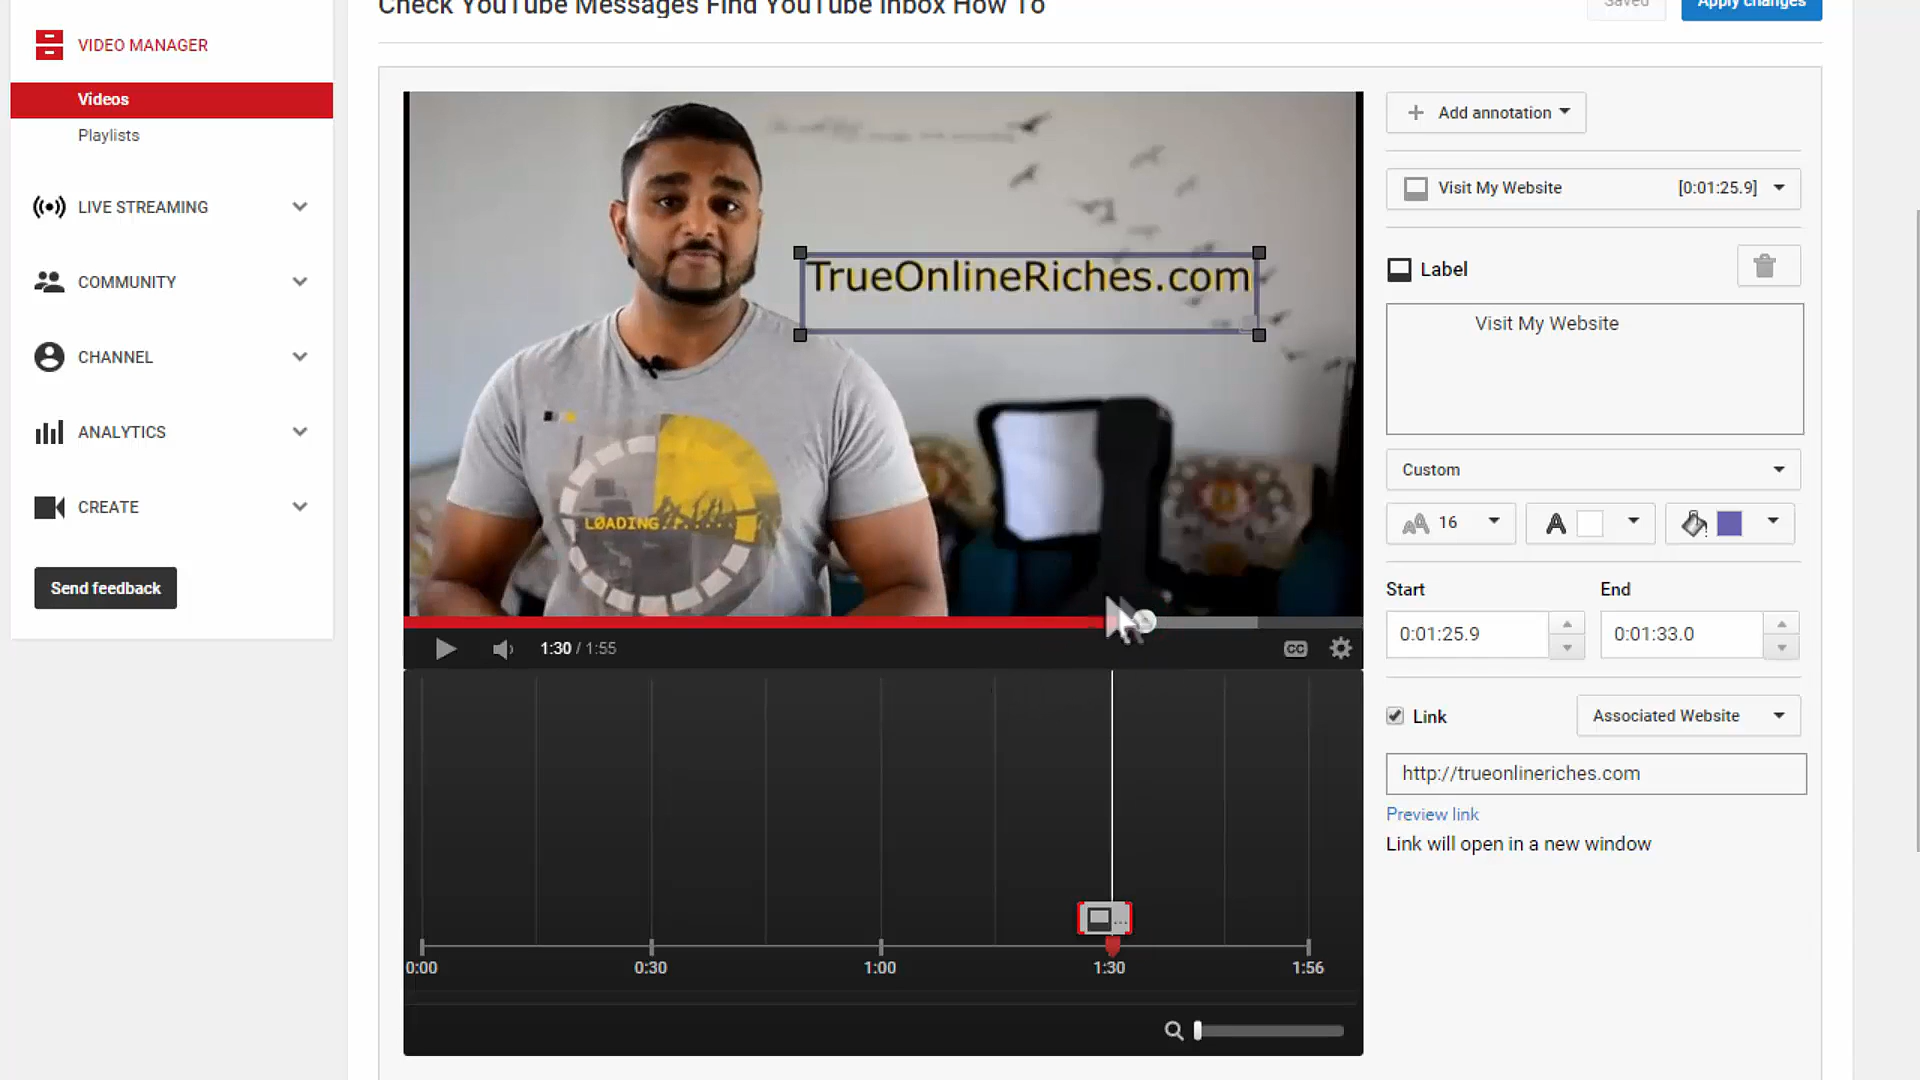 Check YouTube Messages Find YouTube Inbox How To
Saved
Apply changes
VIDEO MANAGER
Videos
Playlists
LIVE STREAMING
COMMUNITY
CHANNEL
ANALYTICS
CREATE
Send feedback
TrueOnlineRiches.com
LOADING.......
1:30 / 1:55
CC
0:00
0:30
1:00
1:30
1:56
...
+ Add annotation
Visit My Website [0:01:25.9]
Label
Visit My Website
Custom
AA 16
A
Start
End
0:01:25.9
0:01:33.0
Link
Associated Website
http://trueonlineriches.com
Preview link
Link will open in a new window